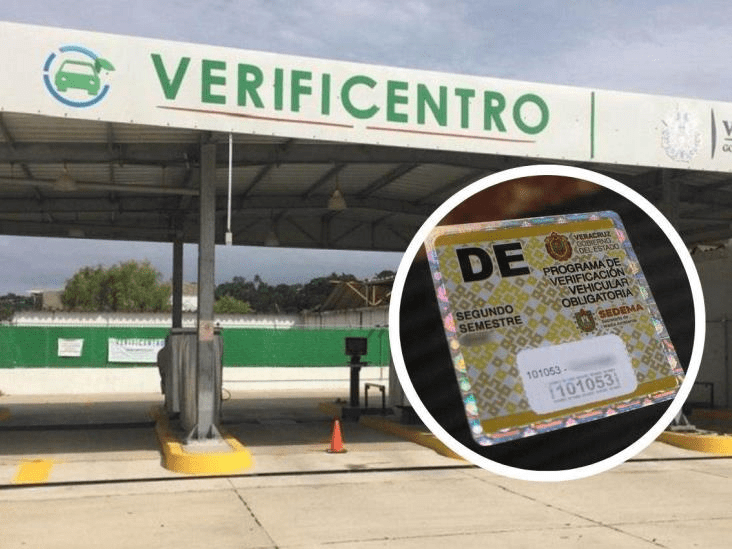 VERIFICENTRO
VERIFICENTRO
DE
VERACRUZ
GOBIERNO
DEL ESTADO
PROGRAMA DE
VERIFICACIÓN
VEHICULAR
OBLIGATORIA
SEGUNDO
SEMESTRE
SEDEMA
101053 -
101053